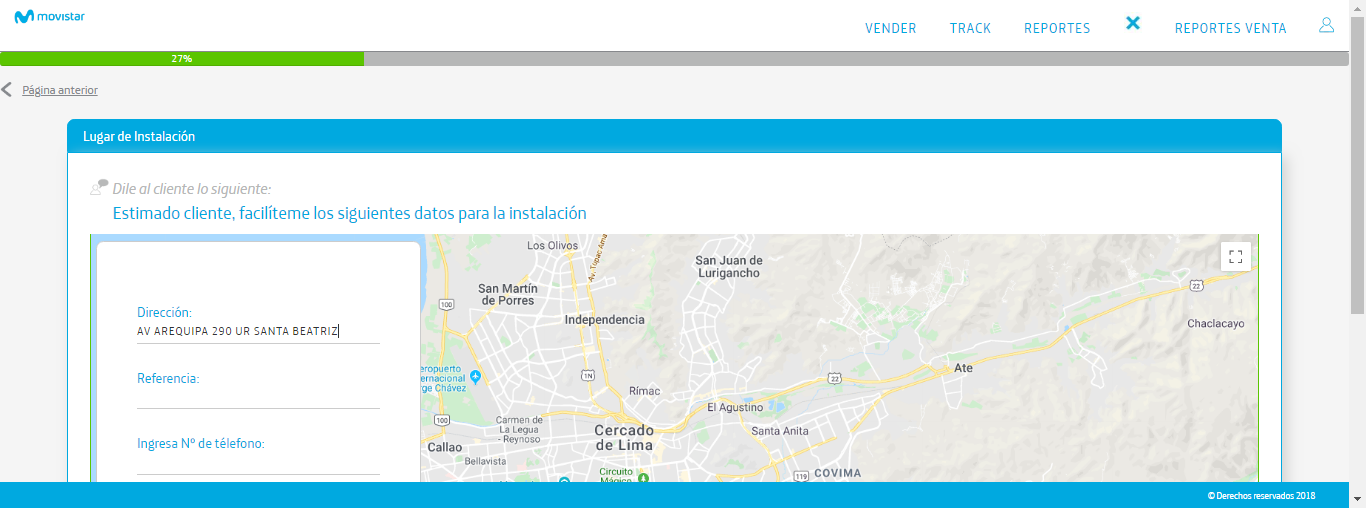 movistar
VENDER
TRACK
REPORTES
REPORTES VENTA
27%
Página anterior
Lugar de Instalación
Dile al cliente lo siguiente:
Estimado cliente, facilíteme los siguientes datos para la instalación
Dirección:
AV AREQUIPA 290 UR SANTA BEATRIZ
Referencia:
Ingresa Nº de télefono:
Los Olivos
Av. Túpac Ama
San Juan de
Lurigancho
San Martín
de Porres
100
22
Independencia
Chaclacayo
eropuerto
ernacional
rge Chávez
1N
22
Ate
Rímac
El Agustino
100
Carmen de
La Legua
- Reynoso
Cercado
de Lima
Santa Anita
Callao
Bellavista
Circuito
Mágico
119
COVIMA
© Derechos reservados 2018